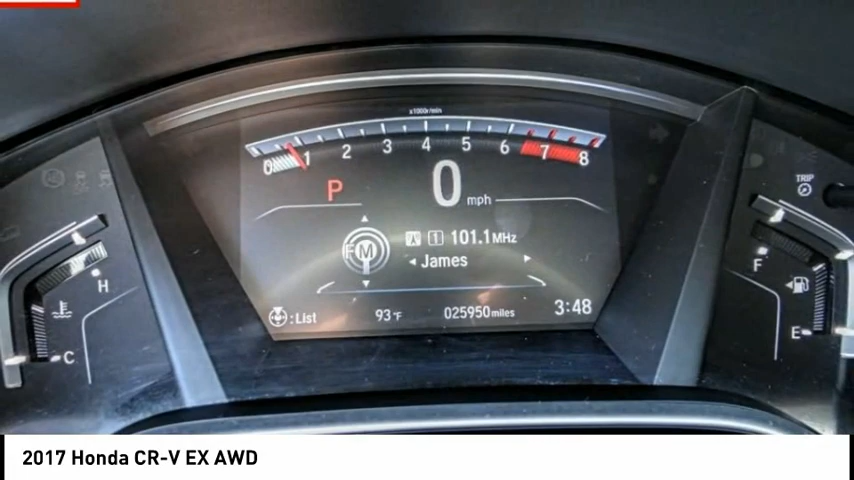 x1000r/min
0 1 2 3 4 5 6 7 8
P 0 mph
TRIP
FM 1 101.1MHz
James
H
F
:List 93°F 025950miles 3:48
C
E
2017 Honda CR-V EX AWD